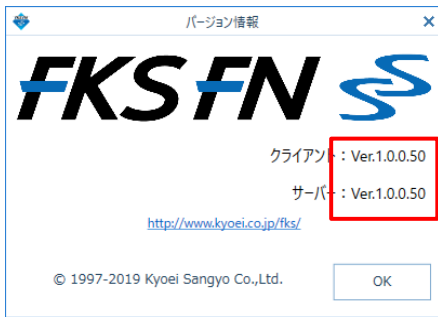 バージョン情報
FKS FN SS
クライアント：Ver.1.0.0.50
サーバー：Ver.1.0.0.50
http://www.kyoei.co.jp/fks/
© 1997-2019 Kyoei Sangyo Co.,Ltd.
OK